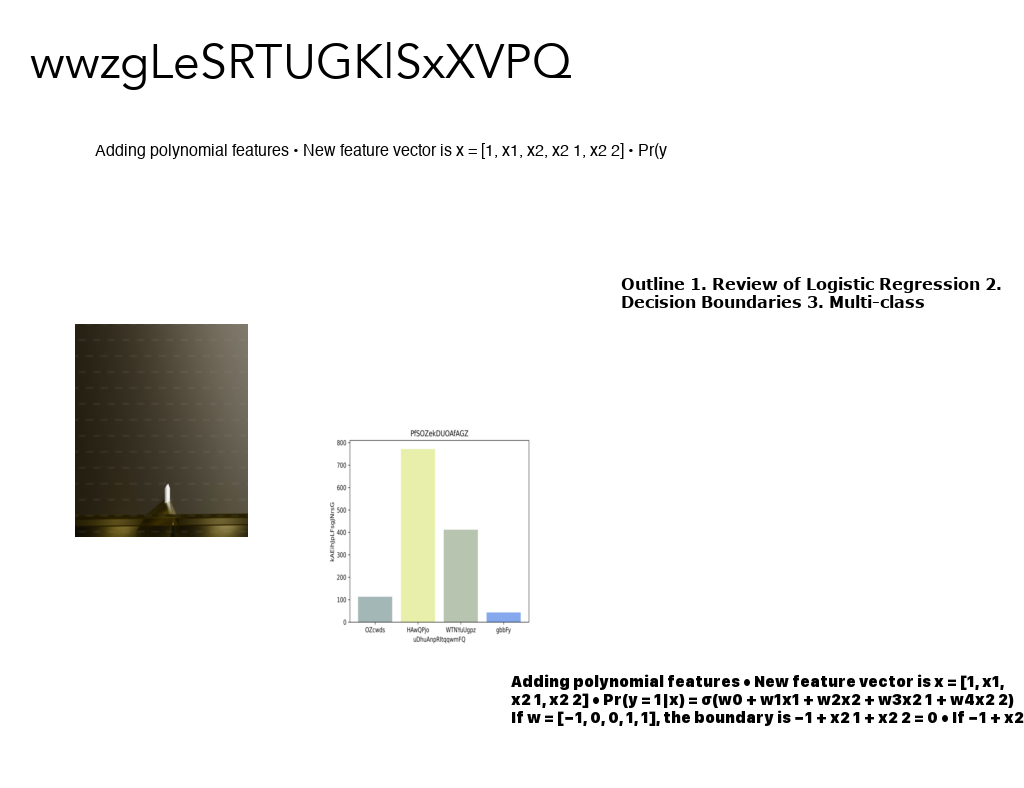 wwzgLeSRTUGKlSxXVPQ
Adding polynomial features • New feature vector is x = [1, x1, x2, x2 1, x2 2] • Pr(y
Outline 1. Review of Logistic Regression 2.
Decision Boundaries 3. Multi-class
PfSOZekDUOAfAGZ
800
700
600
500
400
300
200
100
0
OZcwds HAwQPjo WTNYuUgpz gbbFy
uDhuAnpRltqqwmFQ
Adding polynomial features • New feature vector is x = [1, x1,
x2 1, x2 2] • Pr(y = 1|x) = σ(w0 + w1x1 + w2x2 + w3x2 1 + w4x2 2)
If w = [−1, 0, 0, 1, 1], the boundary is −1 + x2 1 + x2 2 = 0 • If −1 + x2